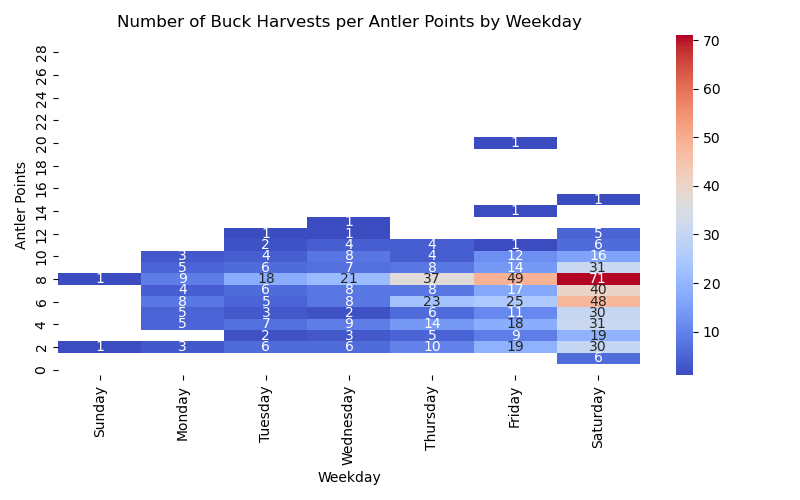 Number of Buck Harvests per Antler Points by Weekday
Antler Points
28
26
24
22
20 1
18
16
1
14 1
1
12 1 1 5
2 4 4 1 6
10 3 4 8 4 12 16
5 6 7 8 14 31
8 1 9 18 21 37 49 71
4 6 8 8 17 40
6 8 5 8 23 25 48
5 3 2 6 11 30
4 5 7 9 14 18 31
2 3 5 9 19
2 1 3 6 6 10 19 30
6
0
Sunday Monday Tuesday Wednesday Thursday Friday Saturday
Weekday
70
60
50
40
30
20
10